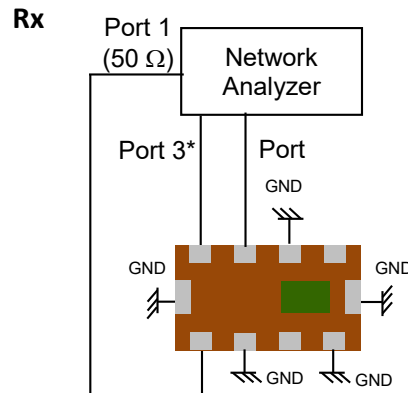 Rx
Port 1
(50 Ω)
Network
Analyzer
Port 3*
Port
GND
GND
GND
GND
GND